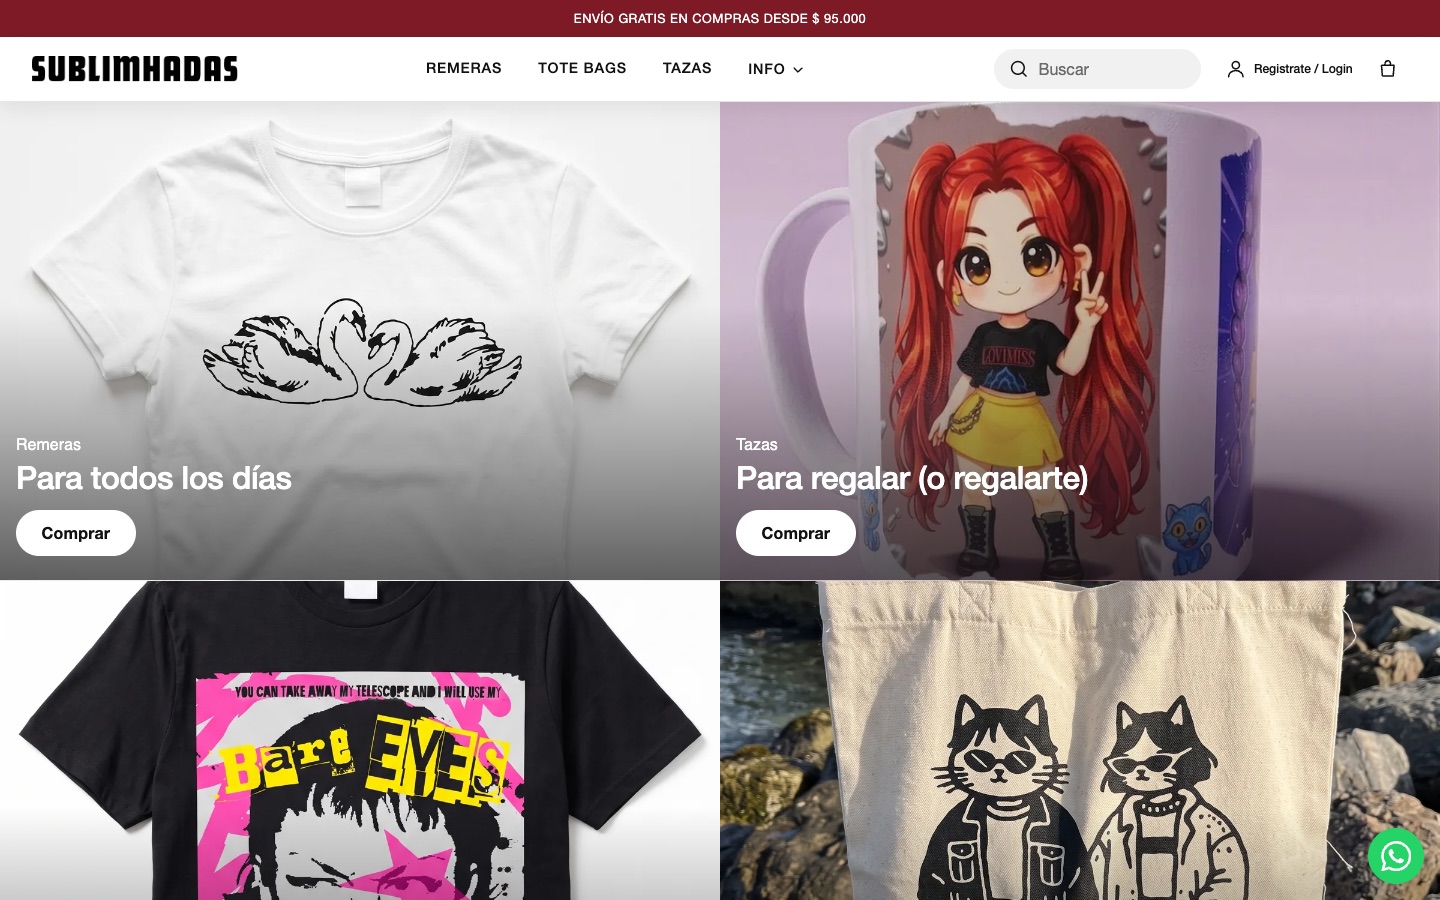 ENVÍO GRATIS EN COMPRAS DESDE $ 95.000
SUBLIMHADAS
REMERAS
TOTE BAGS
TAZAS
INFO
Buscar
Registrate / Login
LOVIMISS
Remeras
Para todos los días
Comprar
Tazas
Para regalar (o regalarte)
Comprar
YOU CAN TAKE AWAY MY TELESCOPE AND I WILL USE MY
Bare EYES